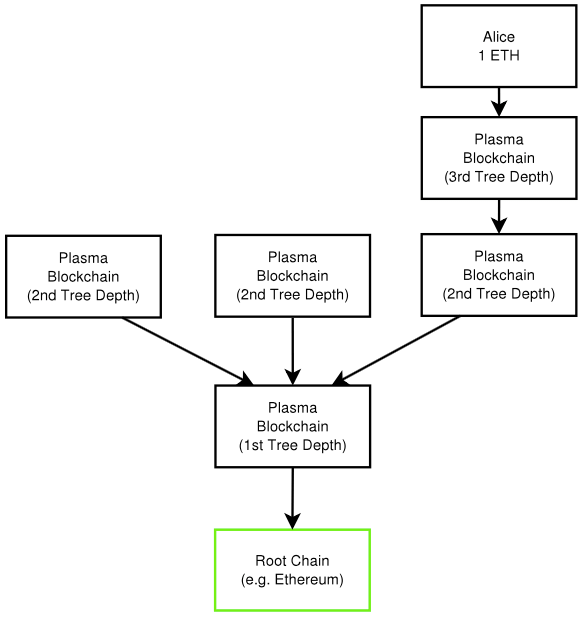 Alice
1 ETH
Plasma
Blockchain
(3rd Tree Depth)
Plasma
Blockchain
(2nd Tree Depth)
Plasma
Blockchain
(2nd Tree Depth)
Plasma
Blockchain
(2nd Tree Depth)
Plasma
Blockchain
(1st Tree Depth)
Root Chain
(e.g. Ethereum)